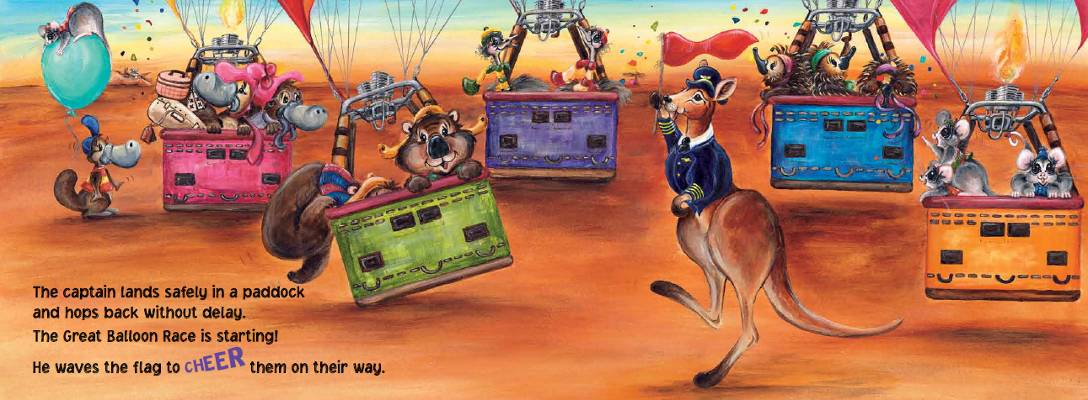 The captain lands safely in a paddock
and hops back without delay.
The Great Balloon Race is starting!
He waves the flag to CHEER them on their way.